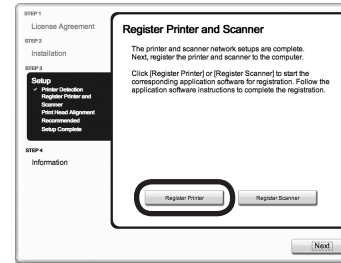 STEP 1
License Agreement
STEP 2
Installation
STEP 3
Setup
✓ Printer Detection
Register Printer and
Scanner
Print Head Alignment
Recommended
Setup Complete
STEP 4
Information
Register Printer and Scanner
The printer and scanner network setups are complete.
Next, register the printer and scanner to the computer.
Click [Register Printer] or [Register Scanner] to start the
corresponding application software for registration. Follow the
application software instructions to complete the registration.
Register Printer
Register Scanner
Next